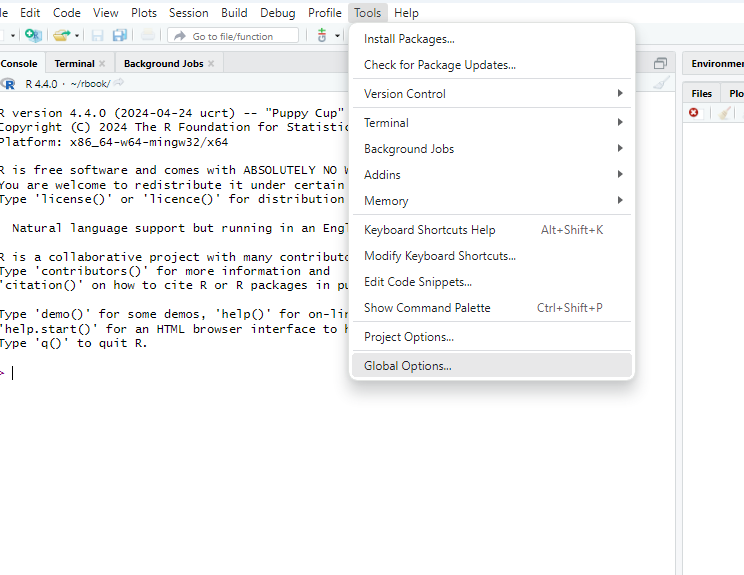 le Edit Code View Plots Session Build Debug Profile Tools Help
Go to file/function
Console Terminal Background Jobs
R 4.4.0 · ~/rbook/
R version 4.4.0 (2024-04-24 ucrt) -- "Puppy Cup"
Copyright (C) 2024 The R Foundation for Statistic
Platform: x86_64-w64-mingw32/x64
R is free software and comes with ABSOLUTELY NO W
You are welcome to redistribute it under certain
Type 'license()' or 'licence()' for distribution
Natural language support but running in an Engl
R is a collaborative project with many contributo
Type 'contributors()' for more information and
'citation()' on how to cite R or R packages in pu
Type 'demo()' for some demos, 'help()' for on-lin
'help.start()' for an HTML browser interface to h
Type 'q()' to quit R.
>
Install Packages...
Check for Package Updates...
Version Control
Terminal
Background Jobs
Addins
Memory
Keyboard Shortcuts Help Alt+Shift+K
Modify Keyboard Shortcuts...
Edit Code Snippets...
Show Command Palette Ctrl+Shift+P
Project Options...
Global Options...
Environmen
Files Plo